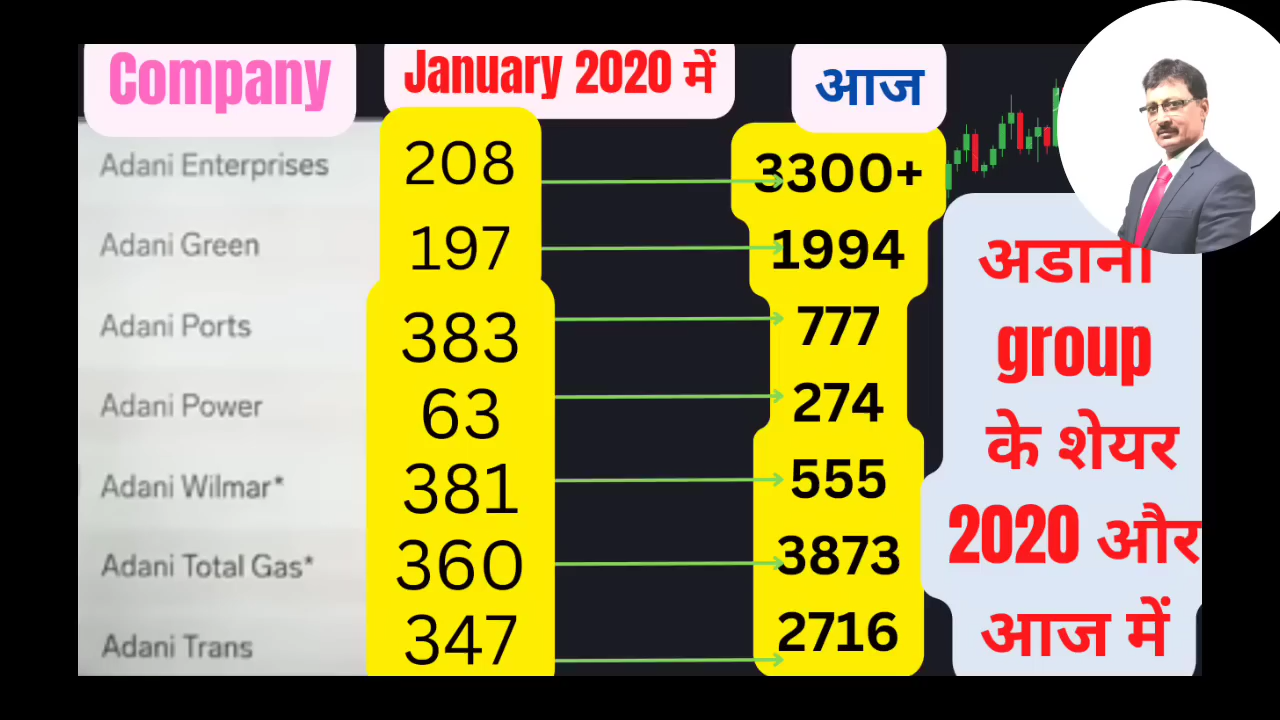 Company January 2020 में आज
Adani Enterprises 208 3300+
Adani Green 197 1994
Adani Ports 383 777
Adani Power 63 274
Adani Wilmar* 381 555
Adani Total Gas* 360 3873
Adani Trans 347 2716
अडानी
group
के शेयर
2020 और
आज में